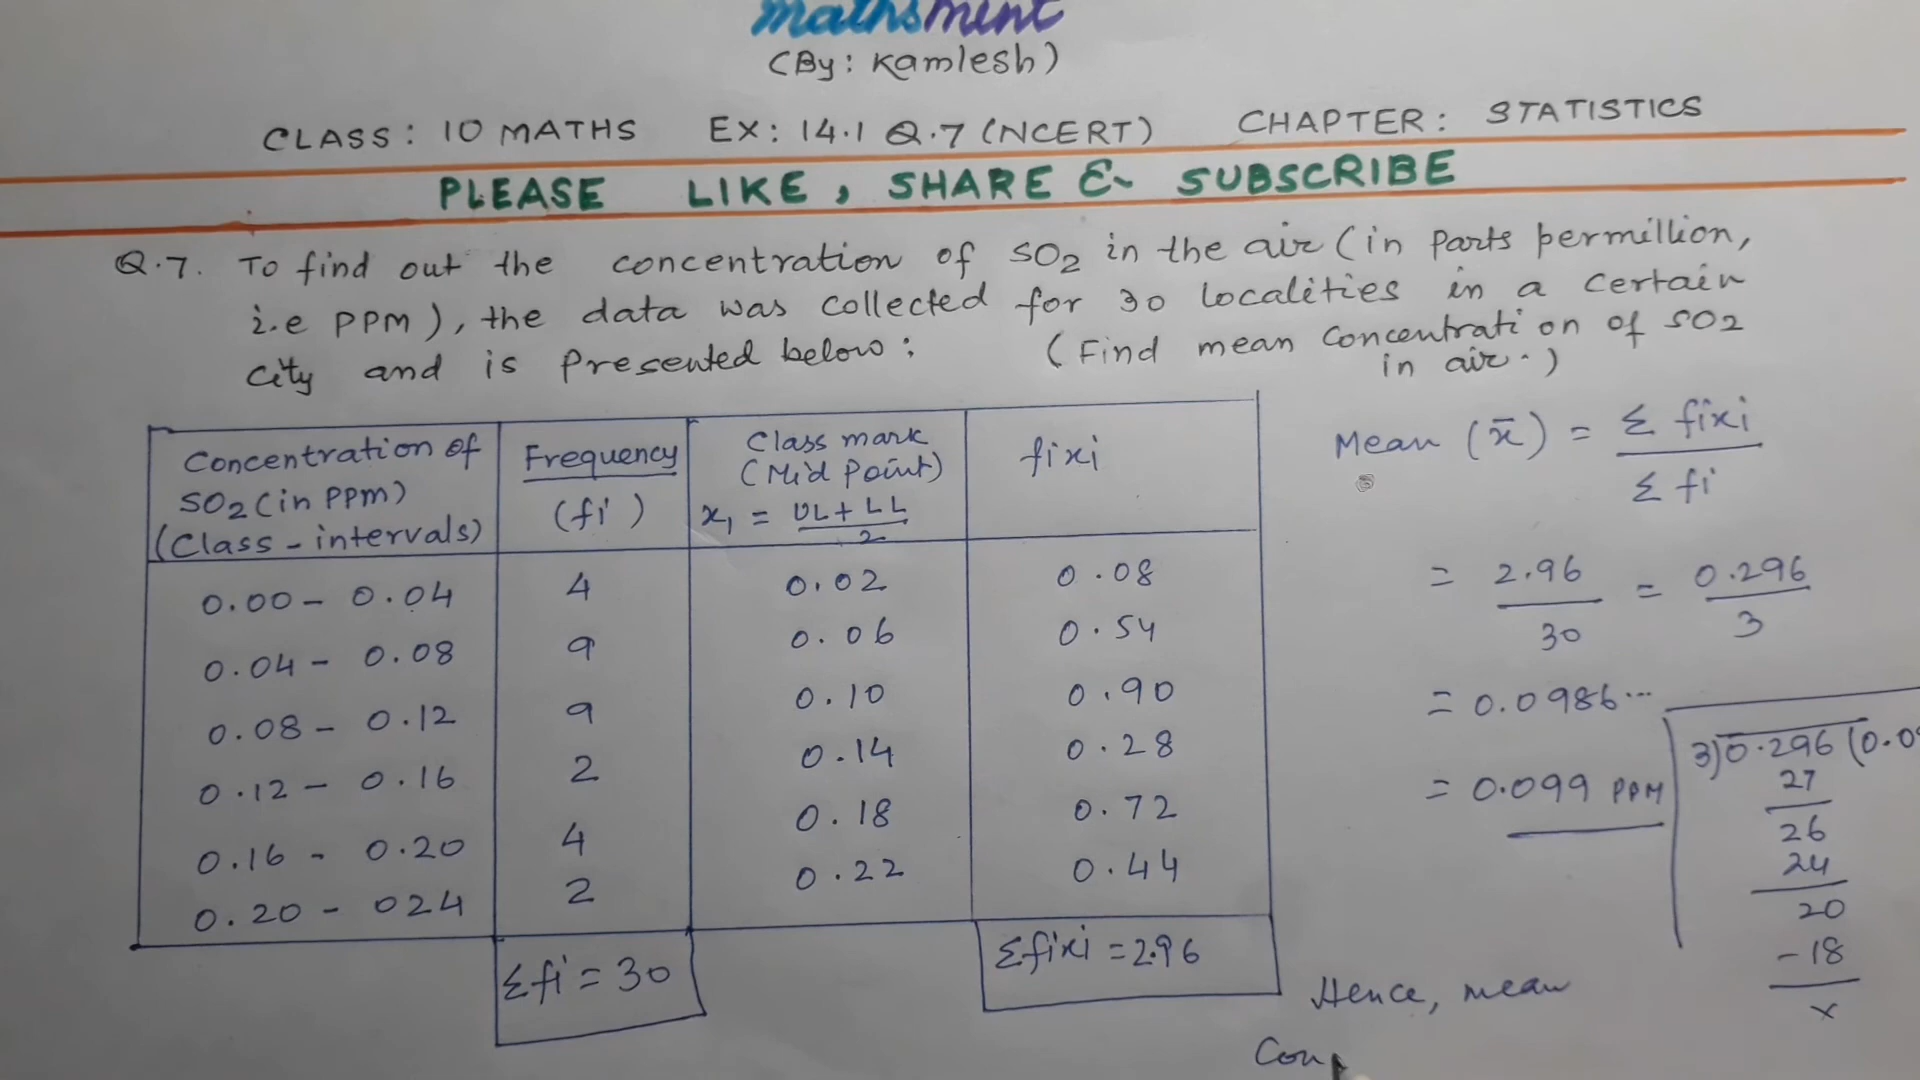 mathsment
(By: Kamlesh)
CLASS: 10 MATHS EX: 14.1 Q.7 (NCERT) CHAPTER: STATISTICS
PLEASE LIKE, SHARE & SUBSCRIBE
Q.7. To find out the concentration of SO2 in the air (in parts permillion,
i.e PPM), the data was collected for 30 localities in a certain
city and is presented below: (Find mean concentration of SO2
in air.)
Concentration of SO2 (in PPM) (Class-intervals) Frequency (fi) Class mark (Mid Point) x1 = UL + LL / 2 fixi
0.00 - 0.04 4 0.02 0.08
0.04 - 0.08 9 0.06 0.54
0.08 - 0.12 9 0.10 0.90
0.12 - 0.16 2 0.14 0.28
0.16 - 0.20 4 0.18 0.72
0.20 - 024 2 0.22 0.44
Σfi = 30 Σfixi = 2.96
Mean (x̄) = Σ fixi / Σ fi
= 2.96 / 30 = 0.296 / 3
= 0.0986...
= 0.099 PPM
3)0.296(0.0
27
26
24
20
-18
x
Hence, mean
Con